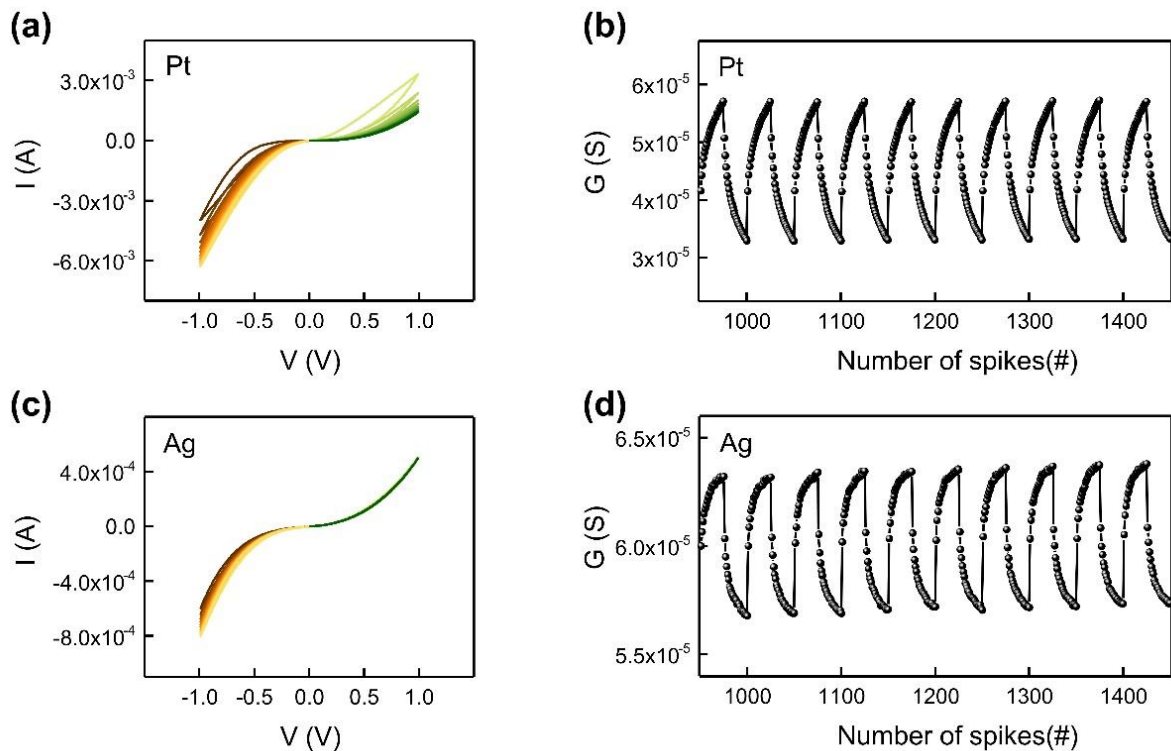 (a)
Pt
3.0x10⁻³
0.0
-3.0x10⁻³
-6.0x10⁻³
I (A)
-1.0 -0.5 0.0 0.5 1.0
V (V)
(b)
Pt
6x10⁻⁵
5x10⁻⁵
4x10⁻⁵
3x10⁻⁵
G (S)
1000 1100 1200 1300 1400
Number of spikes(#)
(c)
Ag
4.0x10⁻⁴
0.0
-4.0x10⁻⁴
-8.0x10⁻⁴
I (A)
-1.0 -0.5 0.0 0.5 1.0
V (V)
(d)
Ag
6.5x10⁻⁵
6.0x10⁻⁵
5.5x10⁻⁵
G (S)
1000 1100 1200 1300 1400
Number of spikes(#)